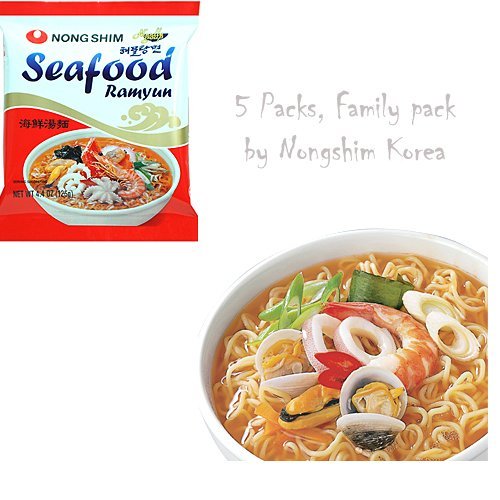 NONGSHIM
Noodle
해물탕면
Seafood
Ramyun
海鮮湯麵
NET WT 4.4 OZ (125g)
5 Packs, Family pack
by Nongshim Korea